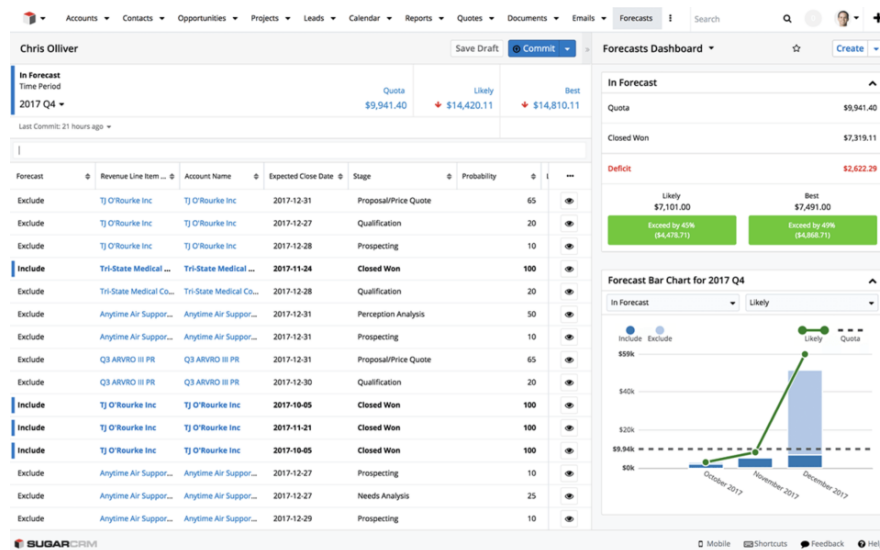 Accounts Contacts Opportunities Projects Leads Calendar Reports Quotes Documents Emails Forecasts Search
Chris Olliver Save Draft Commit » Forecasts Dashboard Create
In Forecast
Time Period
2017 Q4
Quota Likely Best
$9,941.40 $14,420.11 $14,810.11
Last Commit: 21 hours ago
Forecast Revenue Line Item ... Account Name Expected Close Date Stage Probability
Exclude TJ O'Rourke Inc TJ O'Rourke Inc 2017-12-31 Proposal/Price Quote 65
Exclude TJ O'Rourke Inc TJ O'Rourke Inc 2017-12-27 Qualification 20
Exclude TJ O'Rourke Inc TJ O'Rourke Inc 2017-12-28 Prospecting 10
Include Tri-State Medical ... Tri-State Medical ... 2017-11-24 Closed Won 100
Exclude Tri-State Medical Co... Tri-State Medical Co... 2017-12-28 Qualification 20
Exclude Anytime Air Suppor... Anytime Air Suppor... 2017-12-31 Perception Analysis 50
Exclude Anytime Air Suppor... Anytime Air Suppor... 2017-12-31 Prospecting 10
Exclude Q3 ARVRO III PR Q3 ARVRO III PR 2017-12-31 Proposal/Price Quote 65
Exclude Q3 ARVRO III PR Q3 ARVRO III PR 2017-12-30 Qualification 20
Include TJ O'Rourke Inc TJ O'Rourke Inc 2017-10-05 Closed Won 100
Include TJ O'Rourke Inc TJ O'Rourke Inc 2017-11-21 Closed Won 100
Include TJ O'Rourke Inc TJ O'Rourke Inc 2017-10-05 Closed Won 100
Exclude Anytime Air Suppor... Anytime Air Suppor... 2017-12-27 Prospecting 10
Exclude Anytime Air Suppor... Anytime Air Suppor... 2017-12-27 Needs Analysis 25
Exclude Anytime Air Suppor... Anytime Air Suppor... 2017-12-29 Prospecting 10
In Forecast
Quota $9,941.40
Closed Won $7,319.11
Deficit $2,622.29
Likely Best
$7,101.00 $7,491.00
Exceed by 45% Exceed by 49%
($4,478.71) ($4,868.71)
Forecast Bar Chart for 2017 Q4
In Forecast Likely
Include Exclude Likely Quota
$59k
$40k
$20k
$9.94k
$0k
October 2017 November 2017 December 2017
SUGARCRM Mobile Shortcuts Feedback Hel